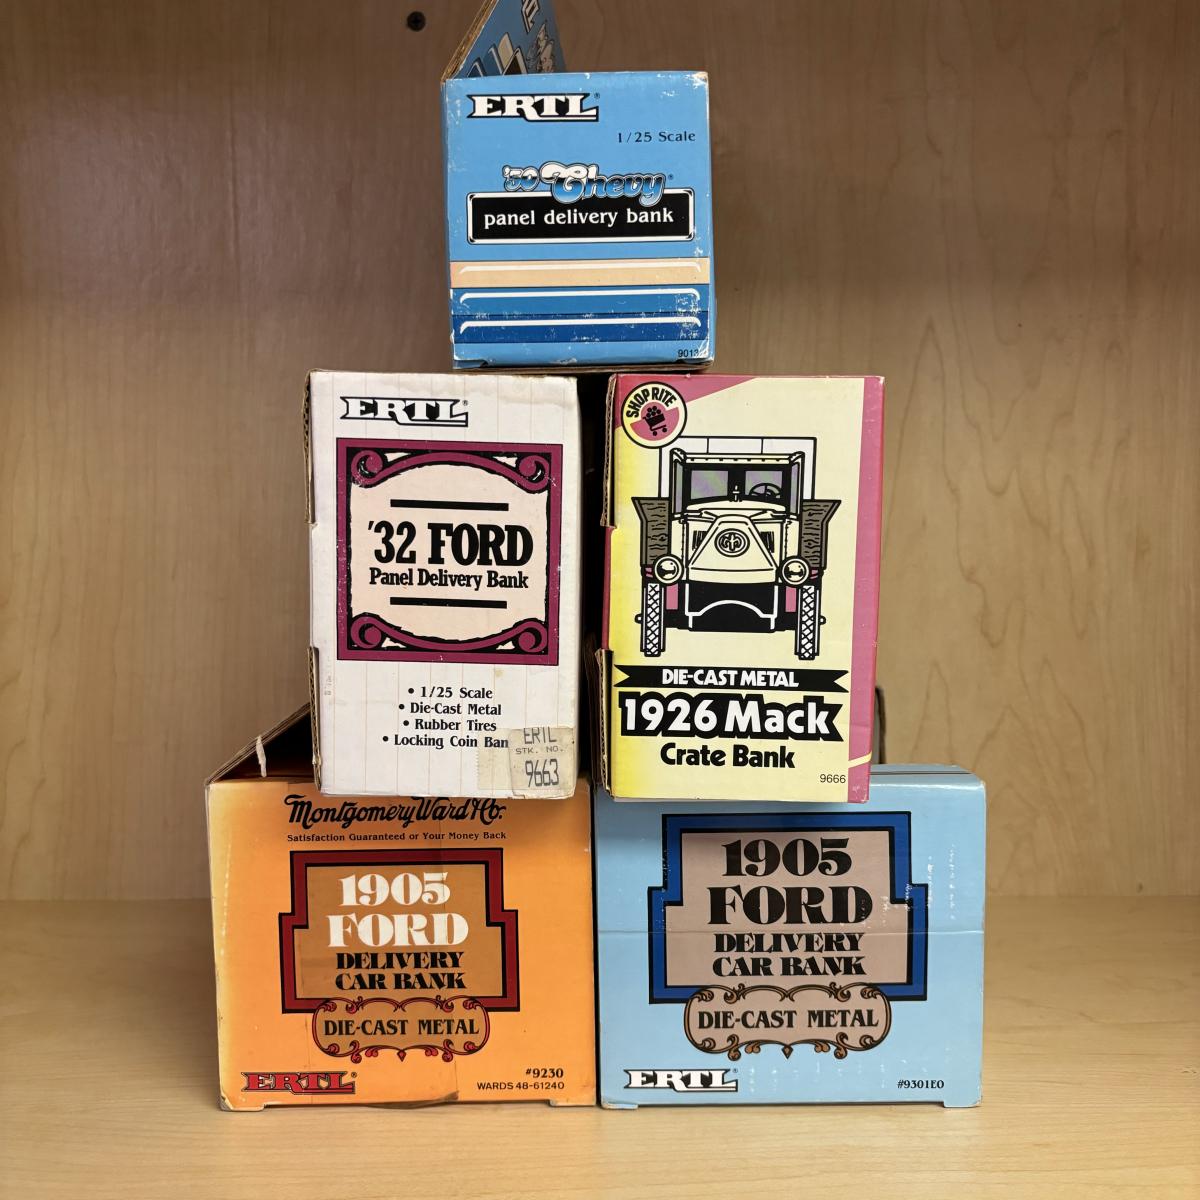 ERTL®
1/25 Scale
'50 Chevy®
panel delivery bank
ERTL®
'32 FORD
Panel Delivery Bank
• 1/25 Scale
• Die-Cast Metal
• Rubber Tires
• Locking Coin Ban
ERTL
STK. NO.
9663
SHOP RITE
DIE-CAST METAL
1926 Mack
Crate Bank
9666
Montgomery Ward & Co.
Satisfaction Guaranteed or Your Money Back
1905
FORD
DELIVERY
CAR BANK
DIE-CAST METAL
ERTL®
#9230
WARDS 48-61240
1905
FORD
DELIVERY
CAR BANK
DIE-CAST METAL
ERTL®
#9301EO